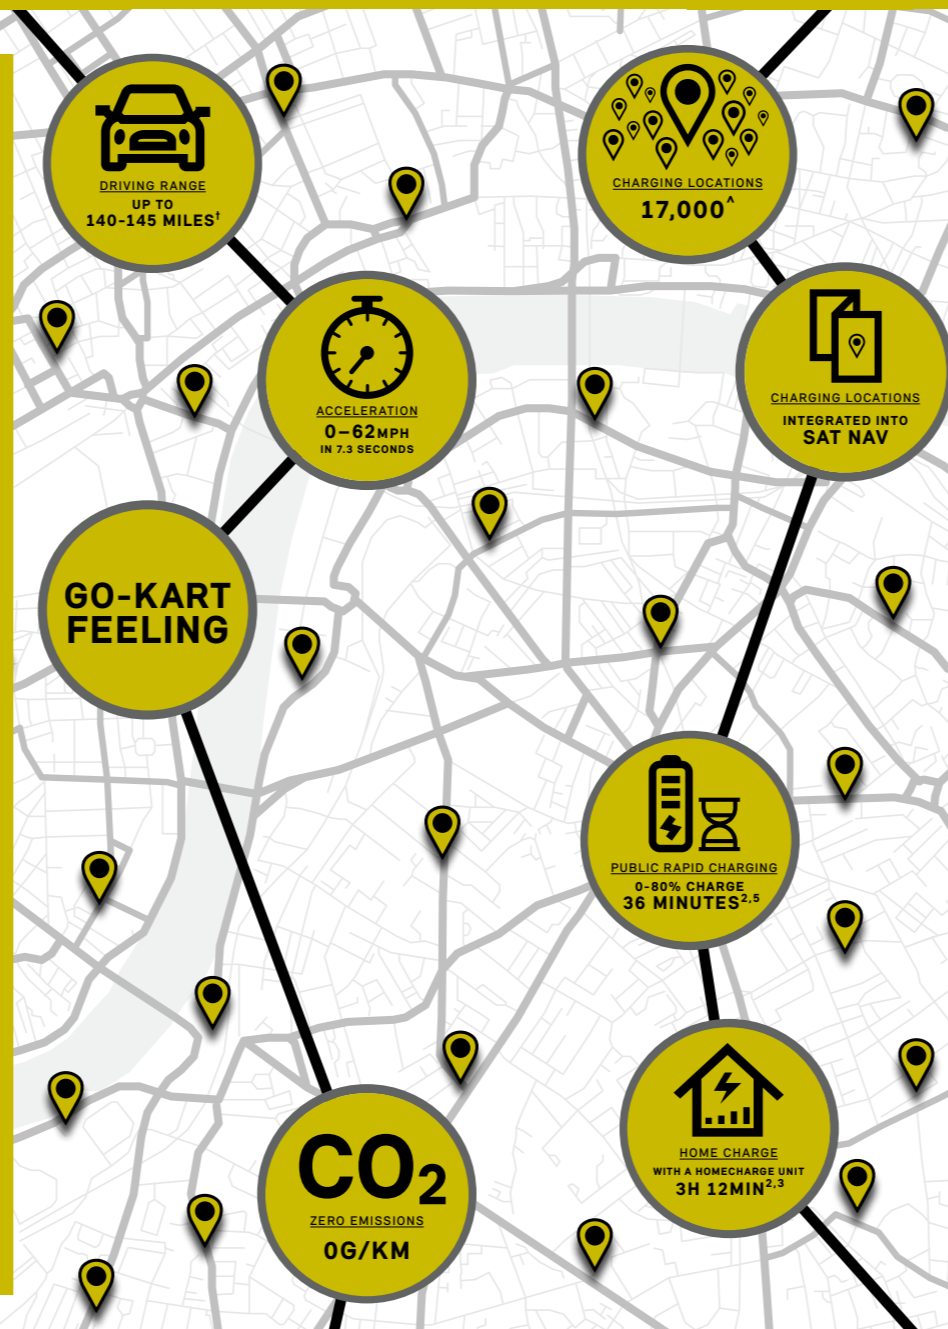 DRIVING RANGE
UP TO
140-145 MILES†
CHARGING LOCATIONS
17,000^
ACCELERATION
0–62MPH
IN 7.3 SECONDS
CHARGING LOCATIONS
INTEGRATED INTO
SAT NAV
GO-KART
FEELING
PUBLIC RAPID CHARGING
0-80% CHARGE
36 MINUTES2,5
HOME CHARGE
WITH A HOMECHARGE UNIT
3H 12MIN2,3
CO2
ZERO EMISSIONS
0G/KM